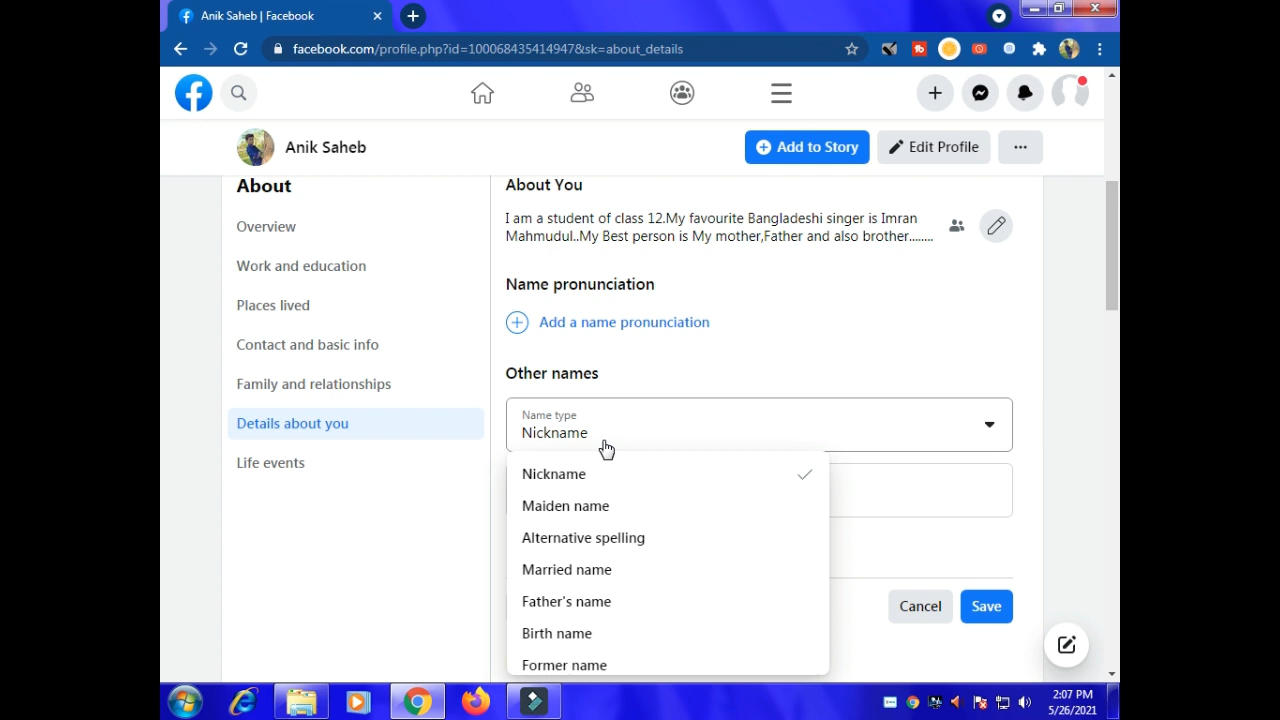 Anik Saheb | Facebook
facebook.com/profile.php?id=100068435414947&sk=about_details
Anik Saheb
Add to Story
Edit Profile
About
Overview
Work and education
Places lived
Contact and basic info
Family and relationships
Details about you
Life events
About You
I am a student of class 12.My favourite Bangladeshi singer is Imran
Mahmudul..My Best person is My mother,Father and also brother........
Name pronunciation
Add a name pronunciation
Other names
Name type
Nickname
Nickname
Maiden name
Alternative spelling
Married name
Father's name
Birth name
Former name
Cancel
Save
2:07 PM
5/26/2021